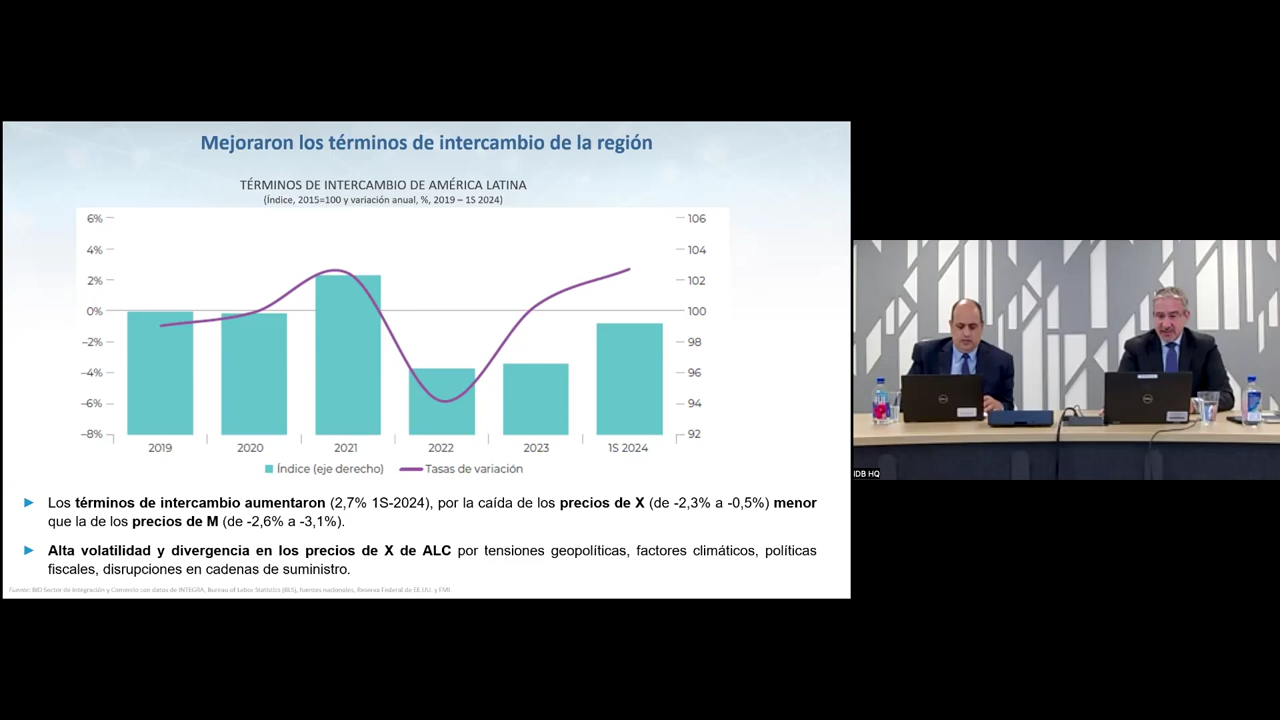 Mejoraron los términos de intercambio de la región
TÉRMINOS DE INTERCAMBIO DE AMÉRICA LATINA
(Índice, 2015=100 y variación anual, %, 2019 – 1S 2024)
6% 106
4% 104
2% 102
0% 100
–2% 98
–4% 96
–6% 94
–8% 92
2019 2020 2021 2022 2023 1S 2024
Índice (eje derecho) Tasas de variación
Los términos de intercambio aumentaron (2,7% 1S-2024), por la caída de los precios de X (de -2,3% a -0,5%) menor
que la de los precios de M (de -2,6% a -3,1%).
Alta volatilidad y divergencia en los precios de X de ALC por tensiones geopolíticas, factores climáticos, políticas
fiscales, disrupciones en cadenas de suministro.
Fuente: BID Sector de Integración y Comercio con datos de INTEGRA, Bureau of Labor Statistics (BLS), fuentes nacionales, Reserva Federal de EE.UU. y FMI.
DELL
DELL
IDB HQ